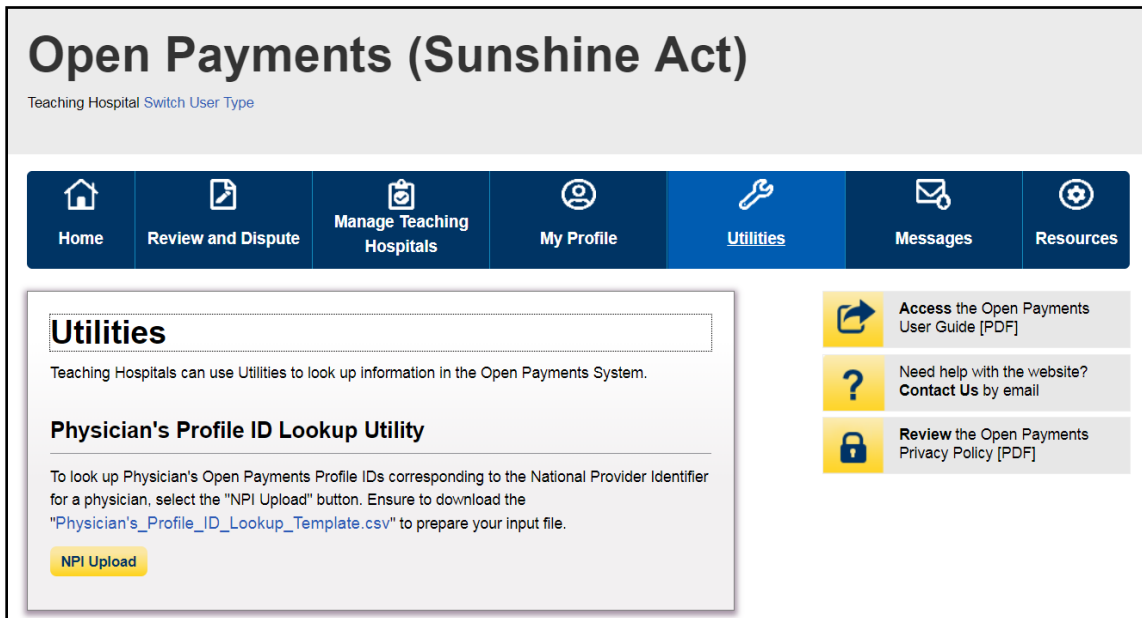 Open Payments (Sunshine Act)
Teaching Hospital Switch User Type
Home
Review and Dispute
Manage Teaching
Hospitals
My Profile
Utilities
Messages
Resources
Utilities
Teaching Hospitals can use Utilities to look up information in the Open Payments System.
Physician's Profile ID Lookup Utility
To look up Physician's Open Payments Profile IDs corresponding to the National Provider Identifier
for a physician, select the "NPI Upload" button. Ensure to download the
"Physician's_Profile_ID_Lookup_Template.csv" to prepare your input file.
NPI Upload
Access the Open Payments
User Guide [PDF]
Need help with the website?
Contact Us by email
Review the Open Payments
Privacy Policy [PDF]